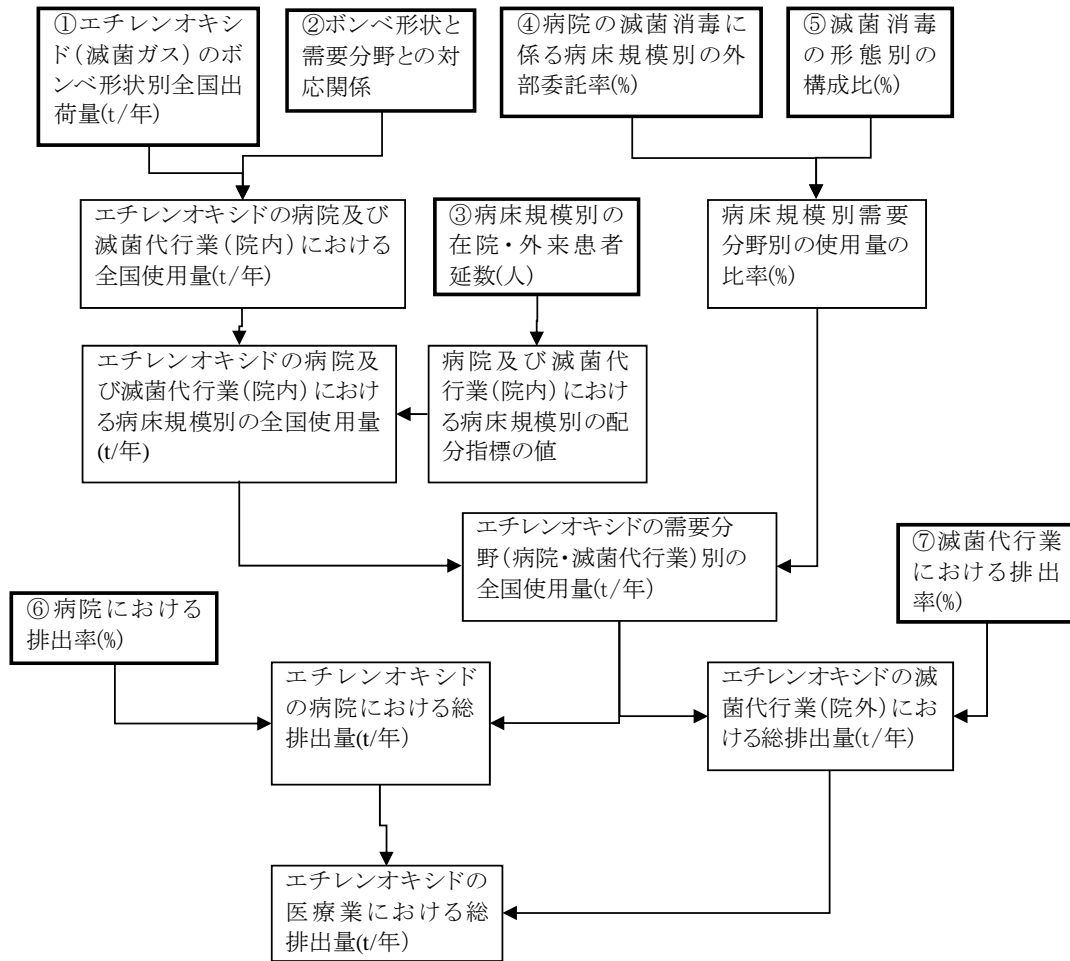 ①エチレンオキシ
ド(滅菌ガス)のボ
ンベ形状別全国出
荷量(t/年)
②ボンベ形状と
需要分野との対
応関係
④病院の滅菌消毒に
係る病床規模別の外
部委託率(%)
⑤滅菌消毒
の形態別の
構成比(%)
エチレンオキシドの病院及び
滅菌代行業(院内)における
全国使用量(t/年)
③病床規模別の
在院・外来患者
延数(人)
病床規模別需要
分野別の使用量の
比率(%)
エチレンオキシドの病院及
び滅菌代行業(院内)におけ
る病床規模別の全国使用量
(t/年)
病院及び滅菌代
行業(院内)にお
ける病床規模別の配
分指標の値
エチレンオキシドの需要分
野(病院・滅菌代行業)別の
全国使用量(t/年)
⑦滅菌代行業
における排出
率(%)
⑥病院における
排出率(%)
エチレンオキシド
の病院における総
排出量(t/年)
エチレンオキシドの滅
菌代行業(院外)にお
ける総排出量(t/年)
エチレンオキシドの
医療業における総
排出量(t/年)